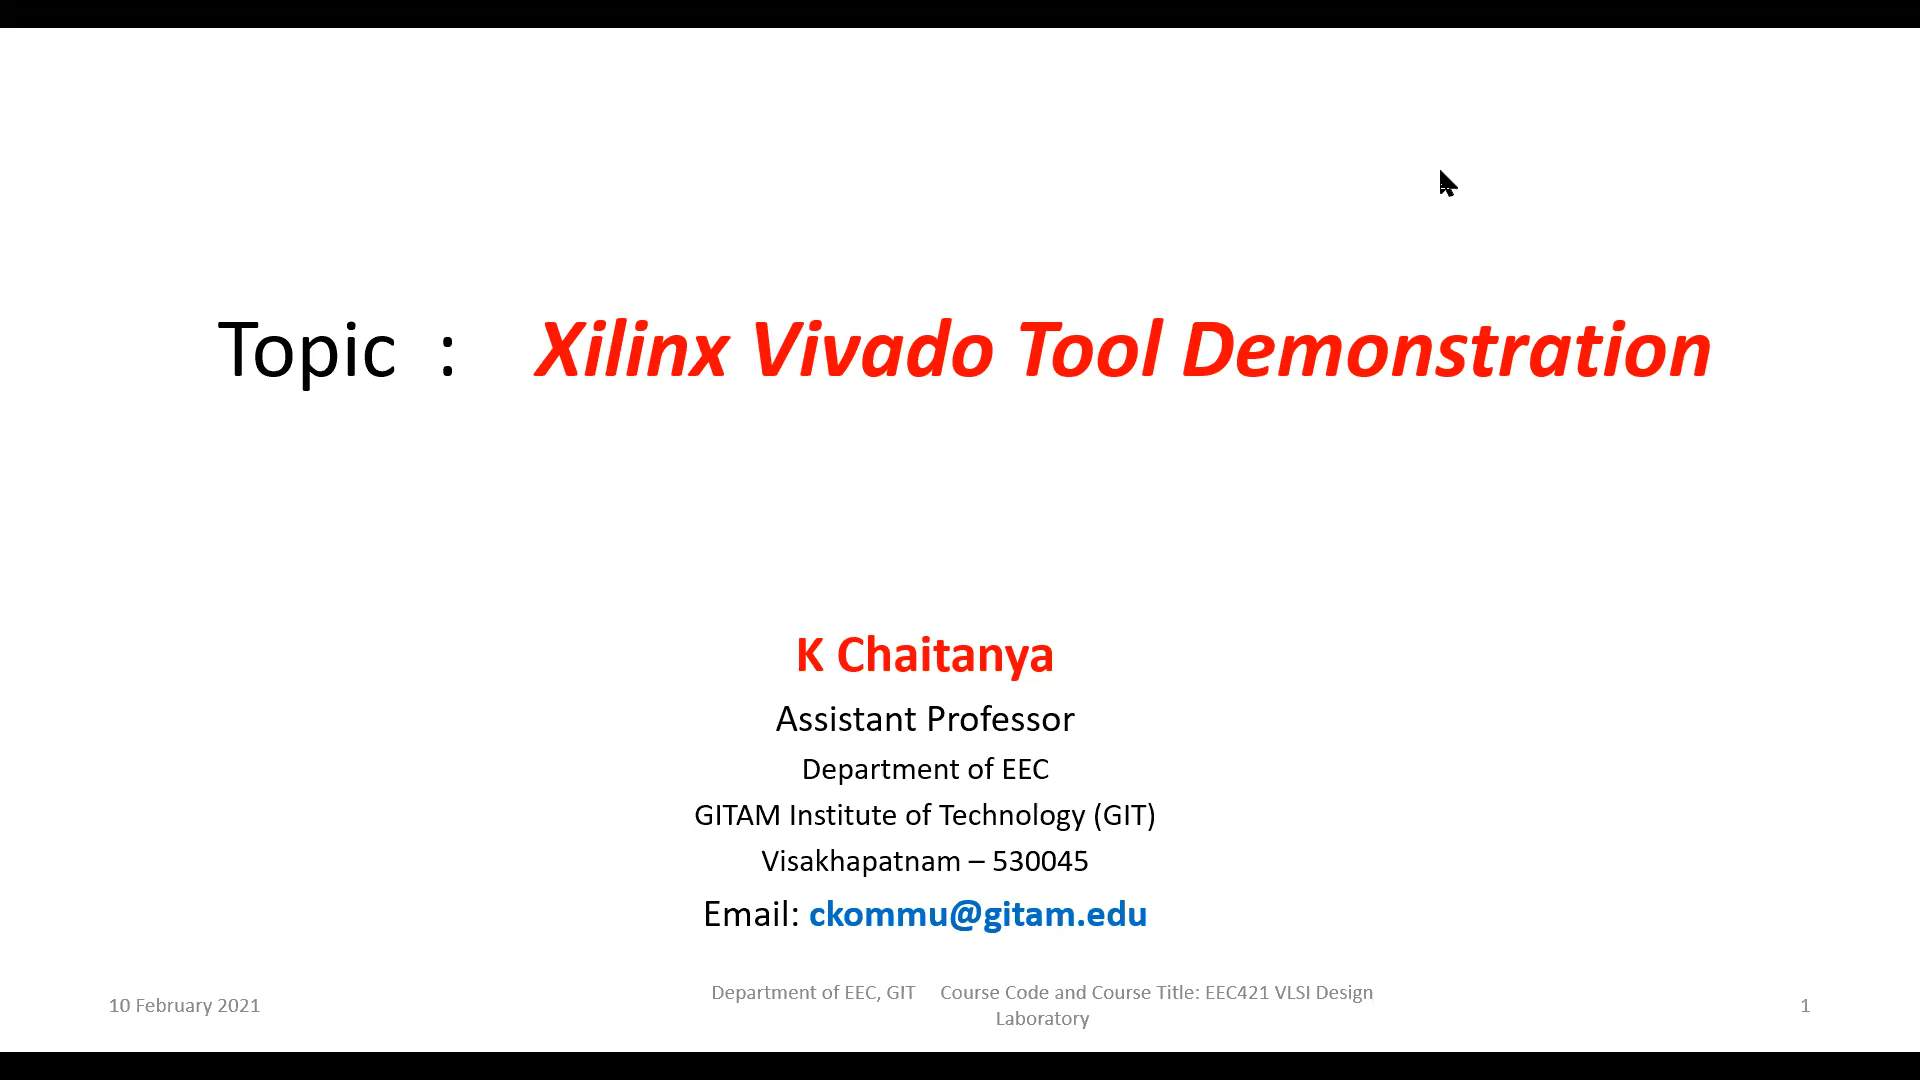 Topic : Xilinx Vivado Tool Demonstration
K Chaitanya
Assistant Professor
Department of EEC
GITAM Institute of Technology (GIT)
Visakhapatnam – 530045
Email: ckommu@gitam.edu
10 February 2021
Department of EEC, GIT Course Code and Course Title: EEC421 VLSI Design
Laboratory
1